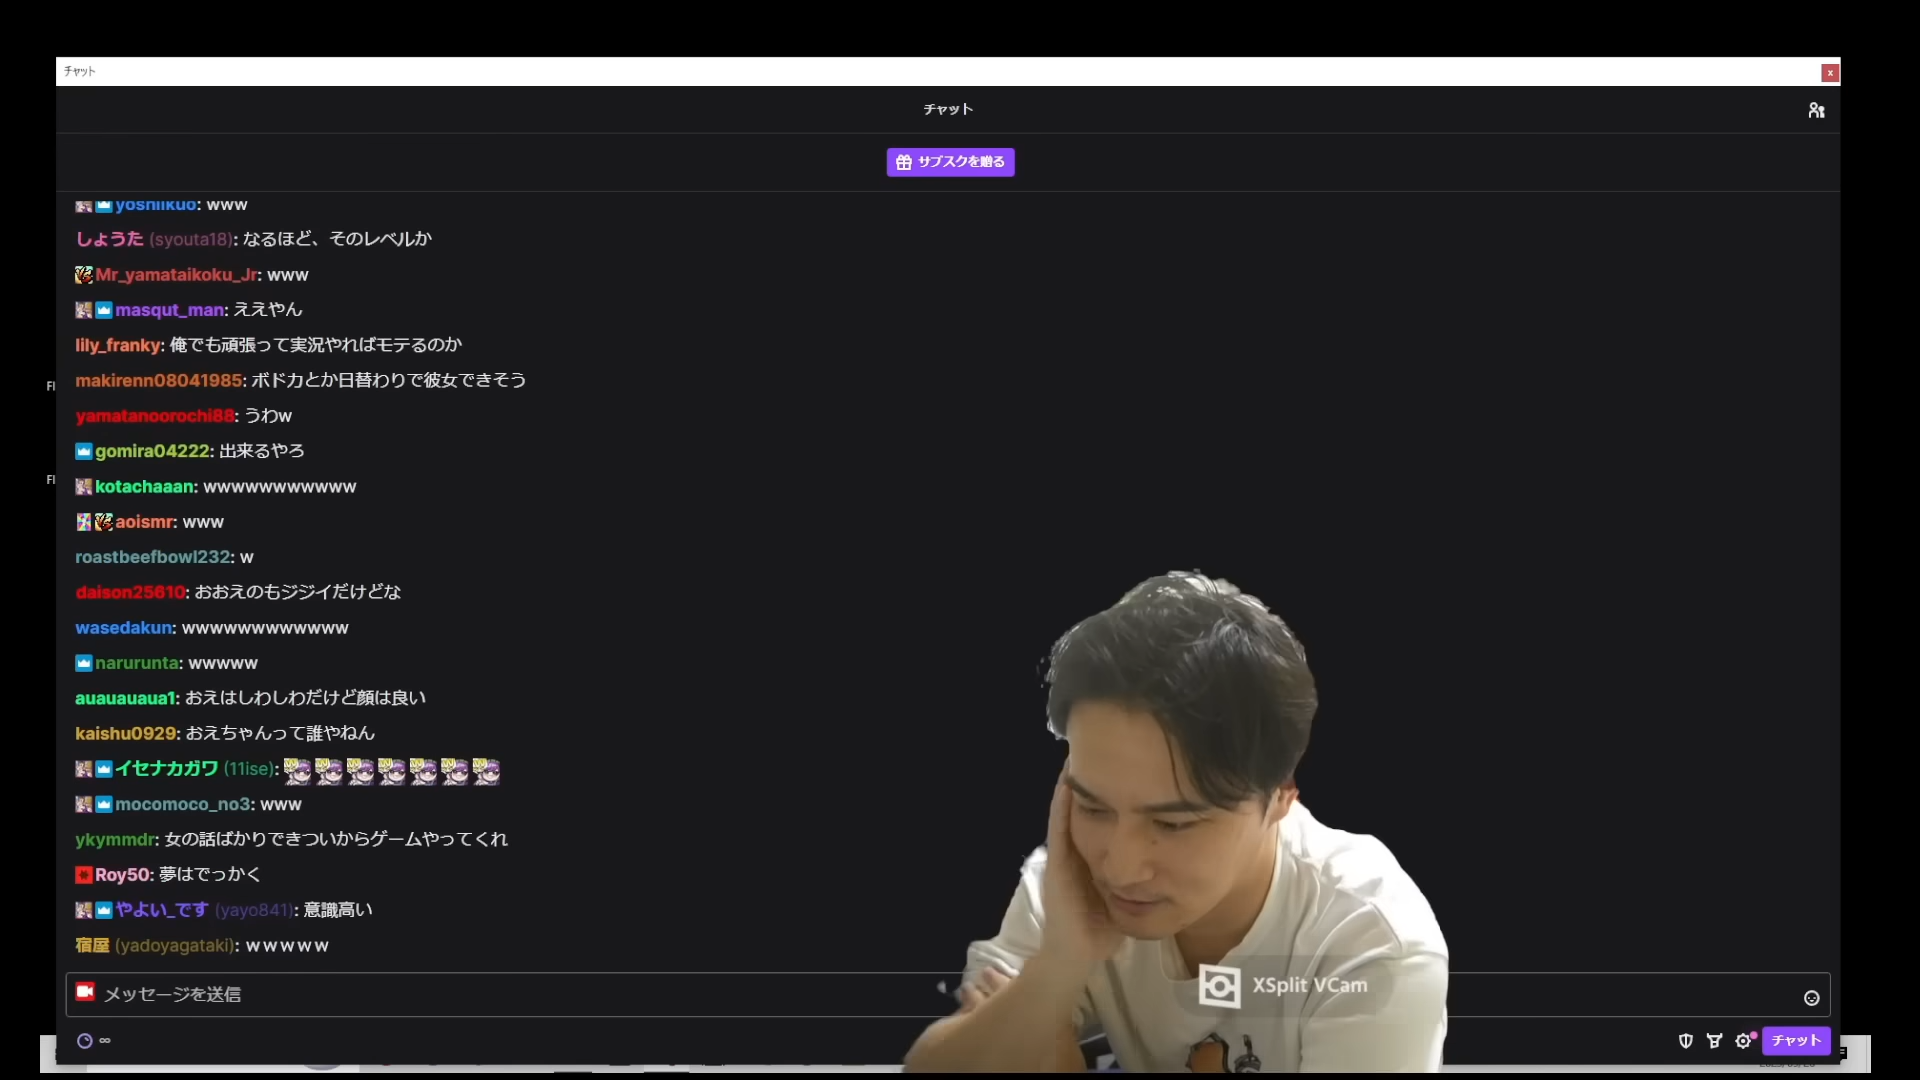 チャット
x
チャット
サブスクを贈る
yoshiikuo: www
しょうた (syouta18): なるほど、そのレベルか
Mr_yamataikoku_Jr: www
masqut_man: ええやん
lily_franky: 俺でも頑張って実況やればモテるのか
makirenn08041985: ボドカとか日替わりで彼女できそう
yamatanoorochi88: うわw
gomira04222: 出来るやろ
kotachaaan: wwwwwwwwwww
aoismr: www
roastbeefbowl232: w
daison25610: おおえのもジジイだけどな
wasedakun: wwwwwwwwwwww
narurunta: wwwww
auauauaua1: おえはしわしわだけど顔は良い
kaishu0929: おえちゃんって誰やねん
イセナカガワ (11ise):
mocomoco_no3: www
ykymmdr: 女の話ばかりできついからゲームやってくれ
Roy50: 夢はでっかく
やよい_です (yayo841): 意識高い
宿屋 (yadoyagataki): ｗｗｗｗｗ
メッセージを送信
XSplit VCam
∞
チャット